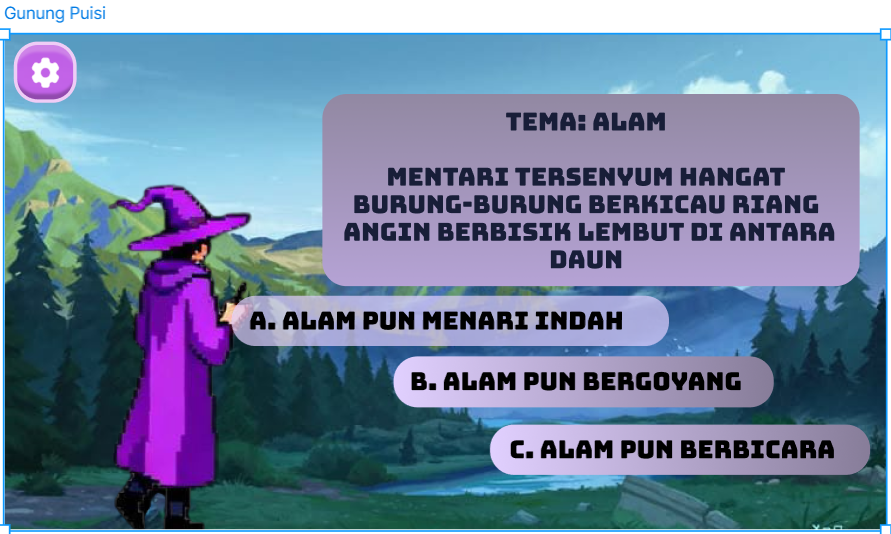 Gunung Puisi
TEMA: ALAM
MENTARI TERSENYUM HANGAT
BURUNG-BURUNG BERKICAU RIANG
ANGIN BERBISIK LEMBUT DI ANTARA
DAUN
A. ALAM PUN MENARI INDAH
B. ALAM PUN BERGOYANG
C. ALAM PUN BERBICARA